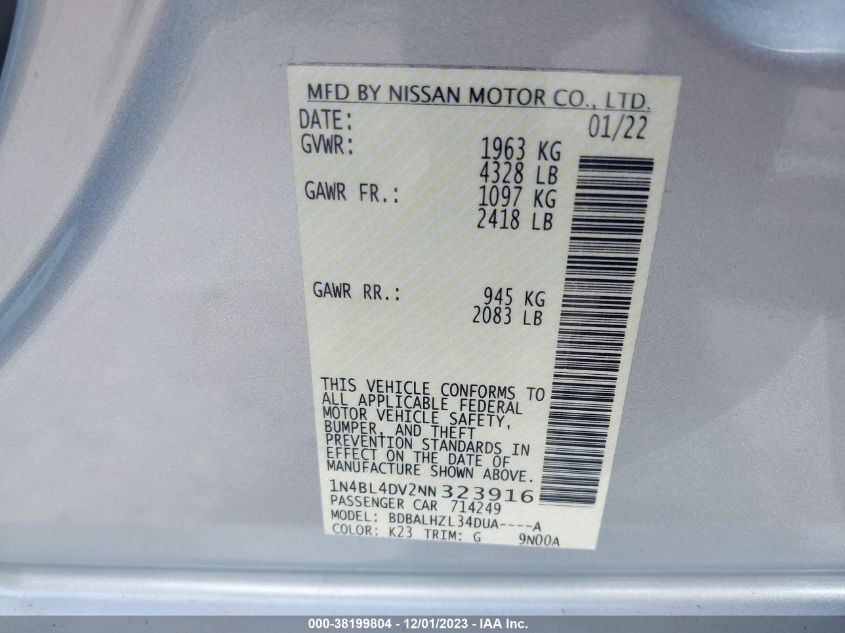 MFD BY NISSAN MOTOR CO., LTD.
DATE: 01/22
GVWR: 1963 KG
4328 LB
GAWR FR.: 1097 KG
2418 LB
GAWR RR.: 945 KG
2083 LB
THIS VEHICLE CONFORMS TO
ALL APPLICABLE FEDERAL
MOTOR VEHICLE SAFETY,
BUMPER, AND THEFT
PREVENTION STANDARDS IN
EFFECT ON THE DATE OF
MANUFACTURE SHOWN ABOVE.
1N4BL4DV2NN323916
PASSENGER CAR 714249
MODEL: BDBALHZL34DUA----A
COLOR: K23 TRIM: G 9N00A
000-38199804 - 12/01/2023 - IAA Inc.